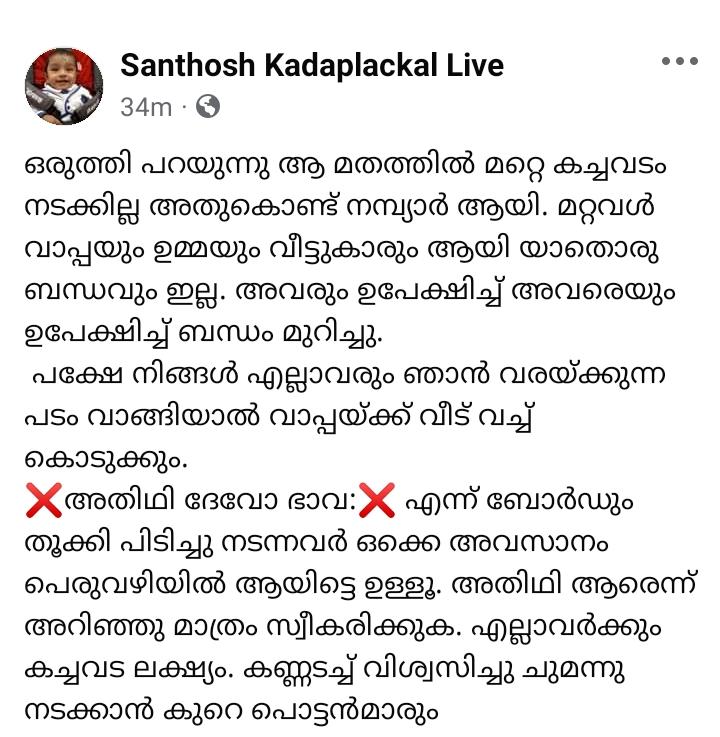 Santhosh Kadaplackal Live
34m ·
ഒരുത്തി പറയുന്നു ആ മതത്തിൽ മറ്റെ കച്ചവടം
നടക്കില്ല അതുകൊണ്ട് നമ്പ്യാർ ആയി. മറ്റവൾ
വാപ്പയും ഉമ്മയും വീട്ടുകാരും ആയി യാതൊരു
ബന്ധവും ഇല്ല. അവരും ഉപേക്ഷിച്ച് അവരെയും
ഉപേക്ഷിച്ച് ബന്ധം മുറിച്ചു.
പക്ഷേ നിങ്ങൾ എല്ലാവരും ഞാൻ വരയ്ക്കുന്ന
പടം വാങ്ങിയാൽ വാപ്പയ്ക്ക് വീട് വച്ച്
കൊടുക്കും.
❌അതിഥി ദേവോ ഭാവ:❌ എന്ന് ബോർഡും
തൂക്കി പിടിച്ചു നടന്നവർ ഒക്കെ അവസാനം
പെരുവഴിയിൽ ആയിട്ടെ ഉള്ളൂ. അതിഥി ആരെന്ന്
അറിഞ്ഞു മാത്രം സ്വീകരിക്കുക. എല്ലാവർക്കും
കച്ചവട ലക്ഷ്യം. കണ്ണടച്ച് വിശ്വസിച്ചു ചുമന്നു
നടക്കാൻ കുറെ പൊട്ടൻമാരും